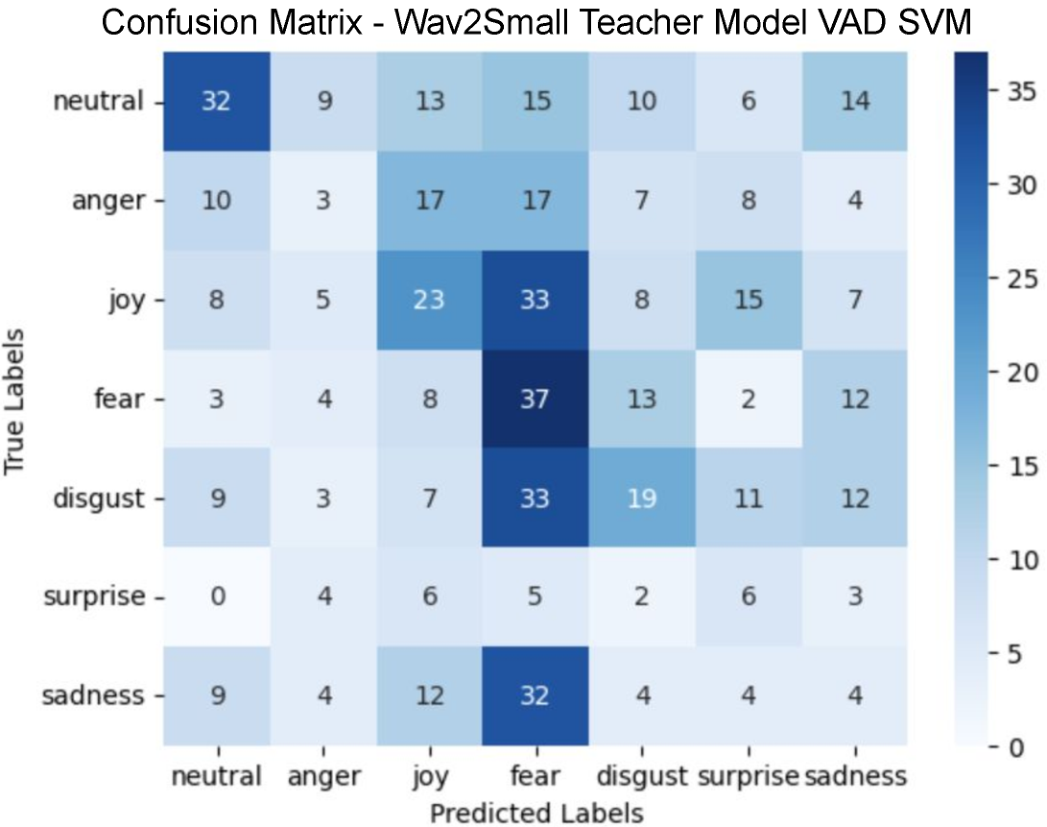 Confusion Matrix - Wav2Small Teacher Model VAD SVM
neutral 32 9 13 15 10 6 14
anger 10 3 17 17 7 8 4
joy 8 5 23 33 8 15 7
fear 3 4 8 37 13 2 12
disgust 9 3 7 33 19 11 12
surprise 0 4 6 5 2 6 3
sadness 9 4 12 32 4 4 4
neutral anger joy fear disgust surprise sadness
Predicted Labels
True Labels
35
30
25
20
15
10
5
0